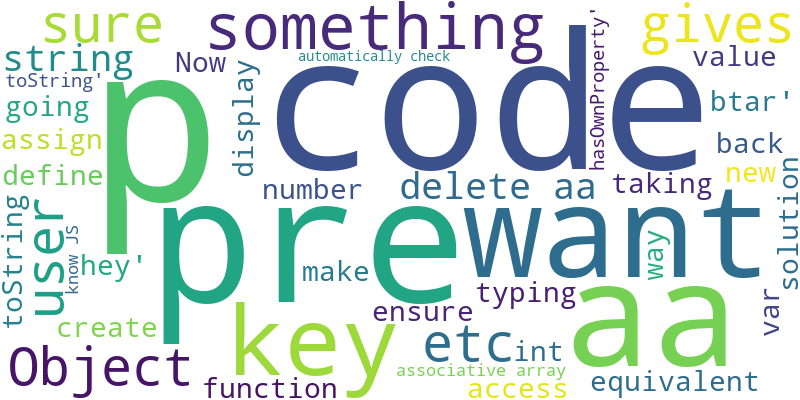 sure
something
gives
string
Now
automatically check
value
toString'
p
code
hasOwnProperty'
display
btar'
going
assign
back
define
number
delete aa
taking
new
solution
toString
user
know JS
hey'
pre
want
way
make
typing
aa
var
ensure
create
key
etc
int
Object
function
associative array
access
equivalent